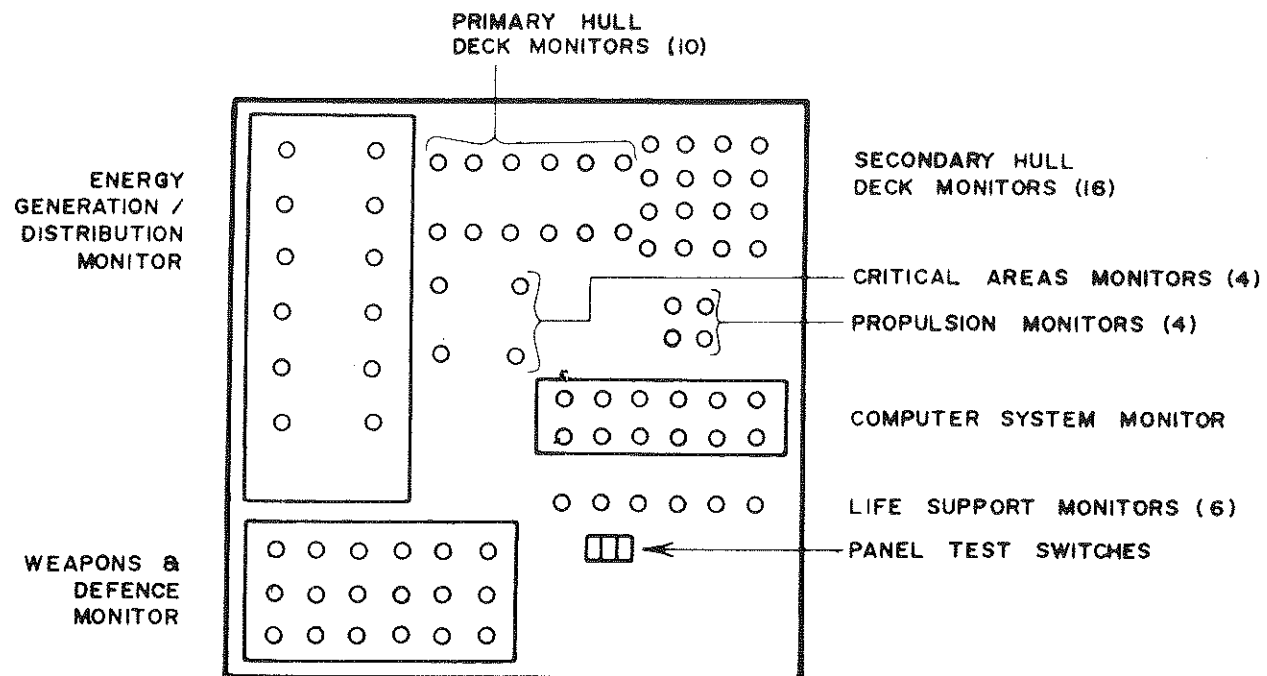 PRIMARY HULL
DECK MONITORS (10)
ENERGY
GENERATION /
DISTRIBUTION
MONITOR
SECONDARY HULL
DECK MONITORS (16)
CRITICAL AREAS MONITORS (4)
PROPULSION MONITORS (4)
COMPUTER SYSTEM MONITOR
LIFE SUPPORT MONITORS (6)
PANEL TEST SWITCHES
WEAPONS &
DEFENCE
MONITOR